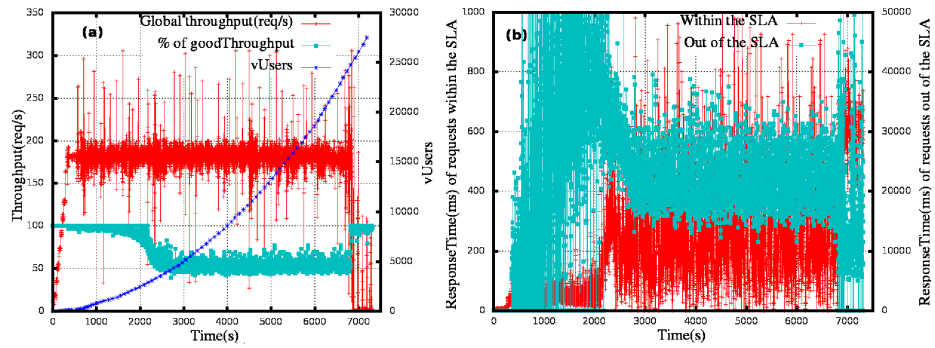 (a)
Global throughput(req/s)
% of goodThroughput
vUsers
Throughput(req/s)
350
300
250
200
150
100
50
0
30000
25000
20000
15000
10000
5000
0
vUsers
0 1000 2000 3000 4000 5000 6000 7000
Time(s)
(b)
Within the SLA
Out of the SLA
ResponseTime(ms) of requests within the SLA
1000
800
600
400
200
0
50000
40000
30000
20000
10000
0
ResponseTime(ms) of requests out of the SLA
0 1000 2000 3000 4000 5000 6000 7000
Time(s)